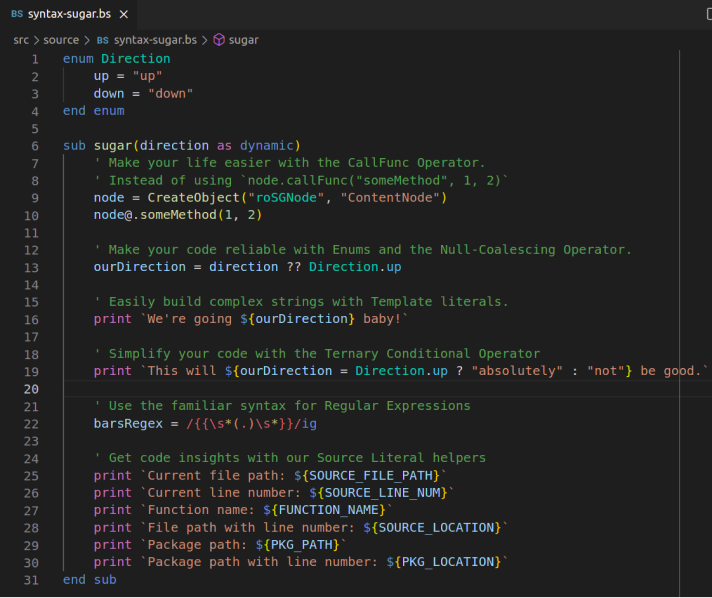 BS syntax-sugar.bs ×
src > source > BS syntax-sugar.bs > sugar
1 enum Direction
2     up = "up"
3     down = "down"
4 end enum
5
6 sub sugar(direction as dynamic)
7     ' Make your life easier with the CallFunc Operator.
8     ' Instead of using `node.callFunc("someMethod", 1, 2)`
9     node = CreateObject("roSGNode", "ContentNode")
10     node@.someMethod(1, 2)
11
12     ' Make your code reliable with Enums and the Null-Coalescing Operator.
13     ourDirection = direction ?? Direction.up
14
15     ' Easily build complex strings with Template literals.
16     print `We're going ${ourDirection} baby!`
17
18     ' Simplify your code with the Ternary Conditional Operator
19     print `This will ${ourDirection = Direction.up ? "absolutely" : "not"} be good.`
20
21     ' Use the familiar syntax for Regular Expressions
22     barsRegex = /{{\s*(.)\s*}}/ig
23
24     ' Get code insights with our Source Literal helpers
25     print `Current file path: ${SOURCE_FILE_PATH}`
26     print `Current line number: ${SOURCE_LINE_NUM}`
27     print `Function name: ${FUNCTION_NAME}`
28     print `File path with line number: ${SOURCE_LOCATION}`
29     print `Package path: ${PKG_PATH}`
30     print `Package path with line number: ${PKG_LOCATION}`
31 end sub